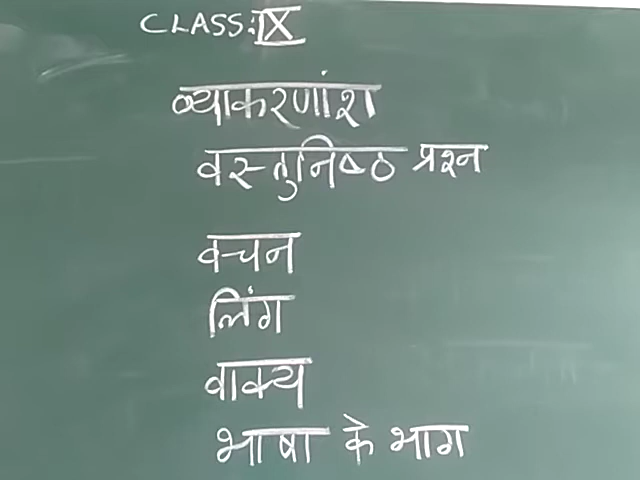 CLASS: IX
व्याकरणांश
वस्तुनिष्ठ प्रश्न
वचन
लिंग
वाक्य
भाषा के भाग